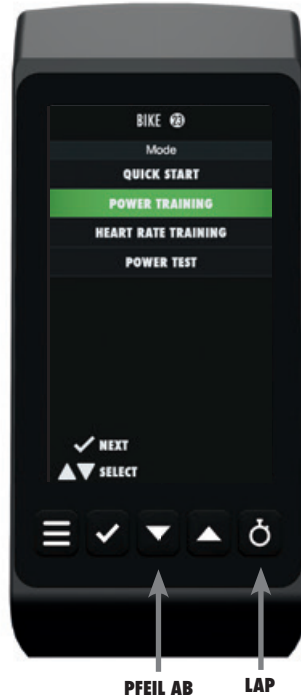 BIKE 23
Mode
QUICK START
POWER TRAINING
HEART RATE TRAINING
POWER TEST
NEXT
SELECT
PFEIL AB
LAP